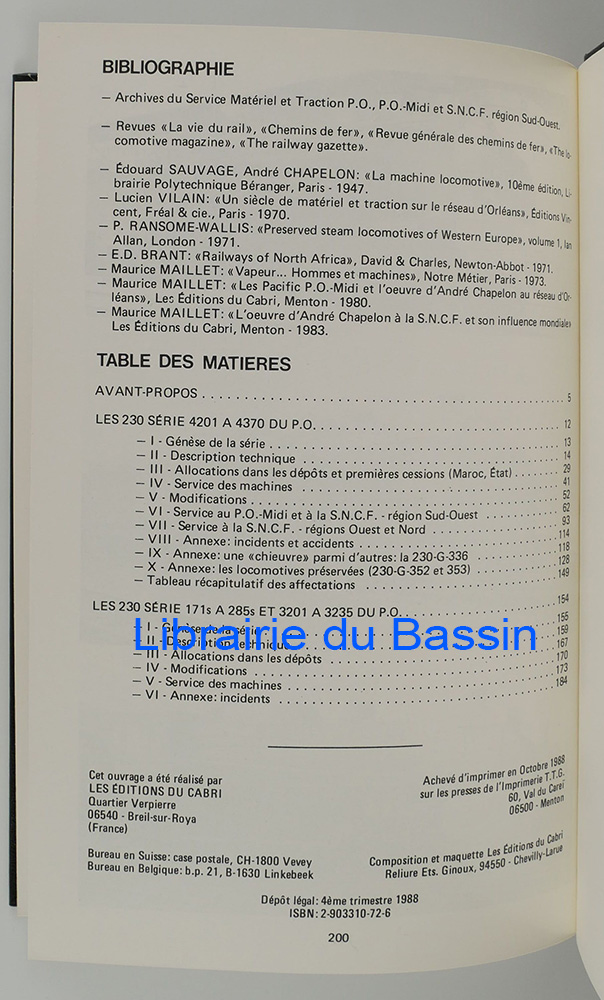 BIBLIOGRAPHIE
— Archives du Service Matériel et Traction P.O., P.O.-Midi et S.N.C.F. région Sud-Ouest.
— Revues «La vie du rail», «Chemins de fer», «Revue générale des chemins de fer», «The lo-
comotive magazine», «The railway gazette».
— Édouard SAUVAGE, André CHAPELON: «La machine locomotive», 10ème édition, Li-
brairie Polytechnique Béranger, Paris - 1947.
— Lucien VILAIN: «Un siècle de matériel et traction sur le réseau d'Orléans», Éditions Vin-
cent, Fréal & cie., Paris - 1970.
— P. RANSOME-WALLIS: «Preserved steam locomotives of Western Europe», volume 1, Ian
Allan, London - 1971.
— E.D. BRANT: «Railways of North Africa», David & Charles, Newton-Abbot - 1971.
— Maurice MAILLET: «Vapeur... Hommes et machines», Notre Métier, Paris - 1973.
— Maurice MAILLET: «Les Pacific P.O.-Midi et l'oeuvre d'André Chapelon au réseau d'Or-
léans», Les Éditions du Cabri, Menton - 1980.
— Maurice MAILLET: «L'oeuvre d'André Chapelon à la S.N.C.F. et son influence mondiale»
Les Éditions du Cabri, Menton - 1983.
TABLE DES MATIERES
AVANT-PROPOS . . . 5
LES 230 SÉRIE 4201 A 4370 DU P.O. . . . 12
— I - Génèse de la série . . . 13
— II - Description technique . . . 14
— III - Allocations dans les dépôts et premières cessions (Maroc, État) . . . 29
— IV - Service des machines . . . 41
— V - Modifications . . . 52
— VI - Service au P.O.-Midi et à la S.N.C.F. - région Sud-Ouest . . . 62
— VII - Service à la S.N.C.F. - régions Ouest et Nord . . . 93
— VIII - Annexe: incidents et accidents . . . 114
— IX - Annexe: une «chieuvre» parmi d'autres: la 230-G-336 . . . 118
— X - Annexe: les locomotives préservées (230-G-352 et 353) . . . 128
— Tableau récapitulatif des affectations . . . 149
LES 230 SÉRIE 171s A 285s ET 3201 A 3235 DU P.O. . . . 154
— I - Génèse de la série . . . 155
— II - Description technique . . . 159
— III - Allocations dans les dépôts . . . 167
— IV - Modifications . . . 170
— V - Service des machines . . . 173
— VI - Annexe: incidents . . . 184
Librairie du Bassin
Cet ouvrage a été réalisé par
LES ÉDITIONS DU CABRI
Quartier Verpierre
06540 - Breil-sur-Roya
(France)
Bureau en Suisse: case postale, CH-1800 Vevey
Bureau en Belgique: b.p. 21, B-1630 Linkebeek
Achevé d'imprimer en Octobre 1988
sur les presses de l'Imprimerie T.T.G.
60, Val du Careï
06500 - Menton
Composition et maquette Les Éditions du Cabri
Reliure Ets. Ginoux, 94550 - Chevilly-Larue
Dépôt légal: 4ème trimestre 1988
ISBN: 2-903310-72-6
200